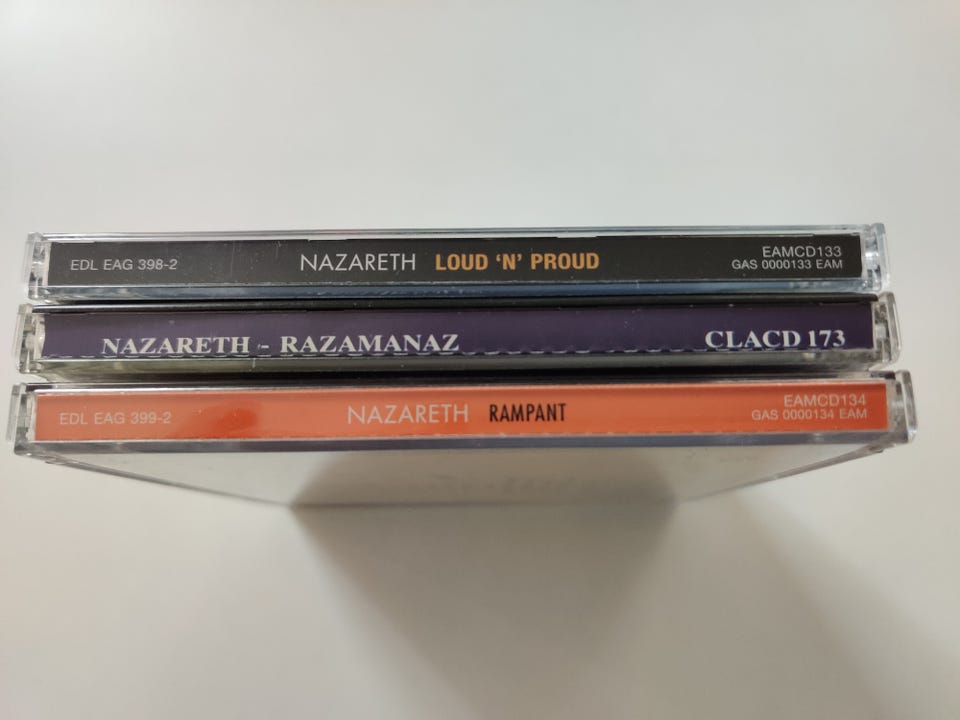 EDL EAG 398-2 NAZARETH LOUD ‘N’ PROUD EAMCD133
GAS 0000133 EAM
NAZARETH - RAZAMANAZ CLACD 173
EDL EAG 399-2 NAZARETH RAMPANT EAMCD134
GAS 0000134 EAM